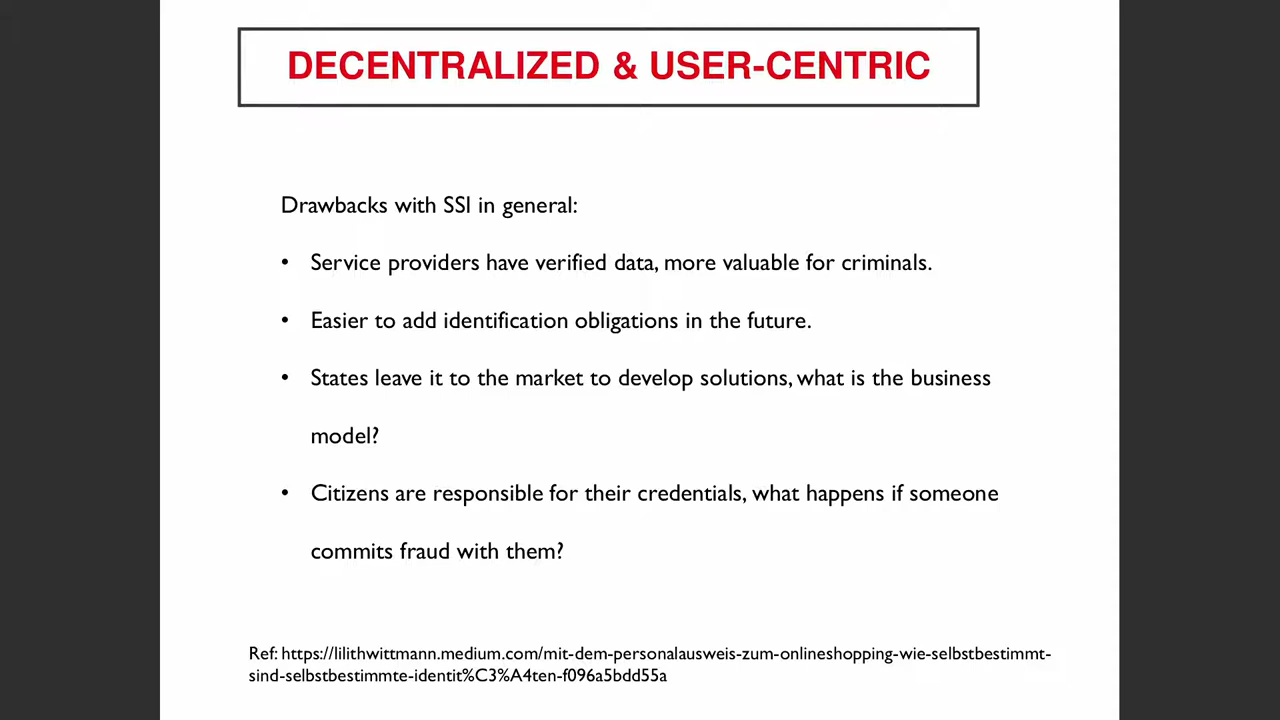 DECENTRALIZED & USER-CENTRIC
Drawbacks with SSI in general:
• Service providers have verified data, more valuable for criminals.
• Easier to add identification obligations in the future.
• States leave it to the market to develop solutions, what is the business
model?
• Citizens are responsible for their credentials, what happens if someone
commits fraud with them?
Ref: https://lilithwittmann.medium.com/mit-dem-personalausweis-zum-onlineshopping-wie-selbstbestimmt-
sind-selbstbestimmte-identit%C3%A4ten-f096a5bdd55a